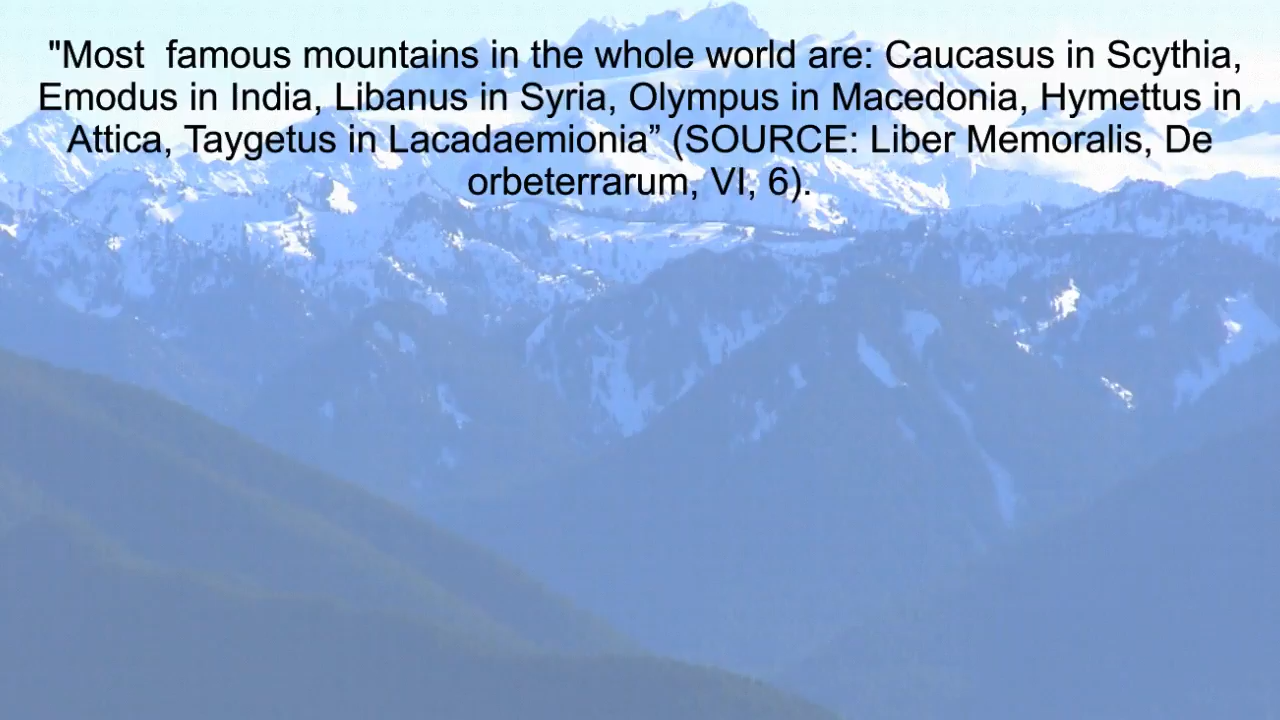 "Most  famous mountains in the whole world are: Caucasus in Scythia,
Emodus in India, Libanus in Syria, Olympus in Macedonia, Hymettus in
Attica, Taygetus in Lacadaemionia” (SOURCE: Liber Memoralis, De
orbeterrarum, VI, 6).